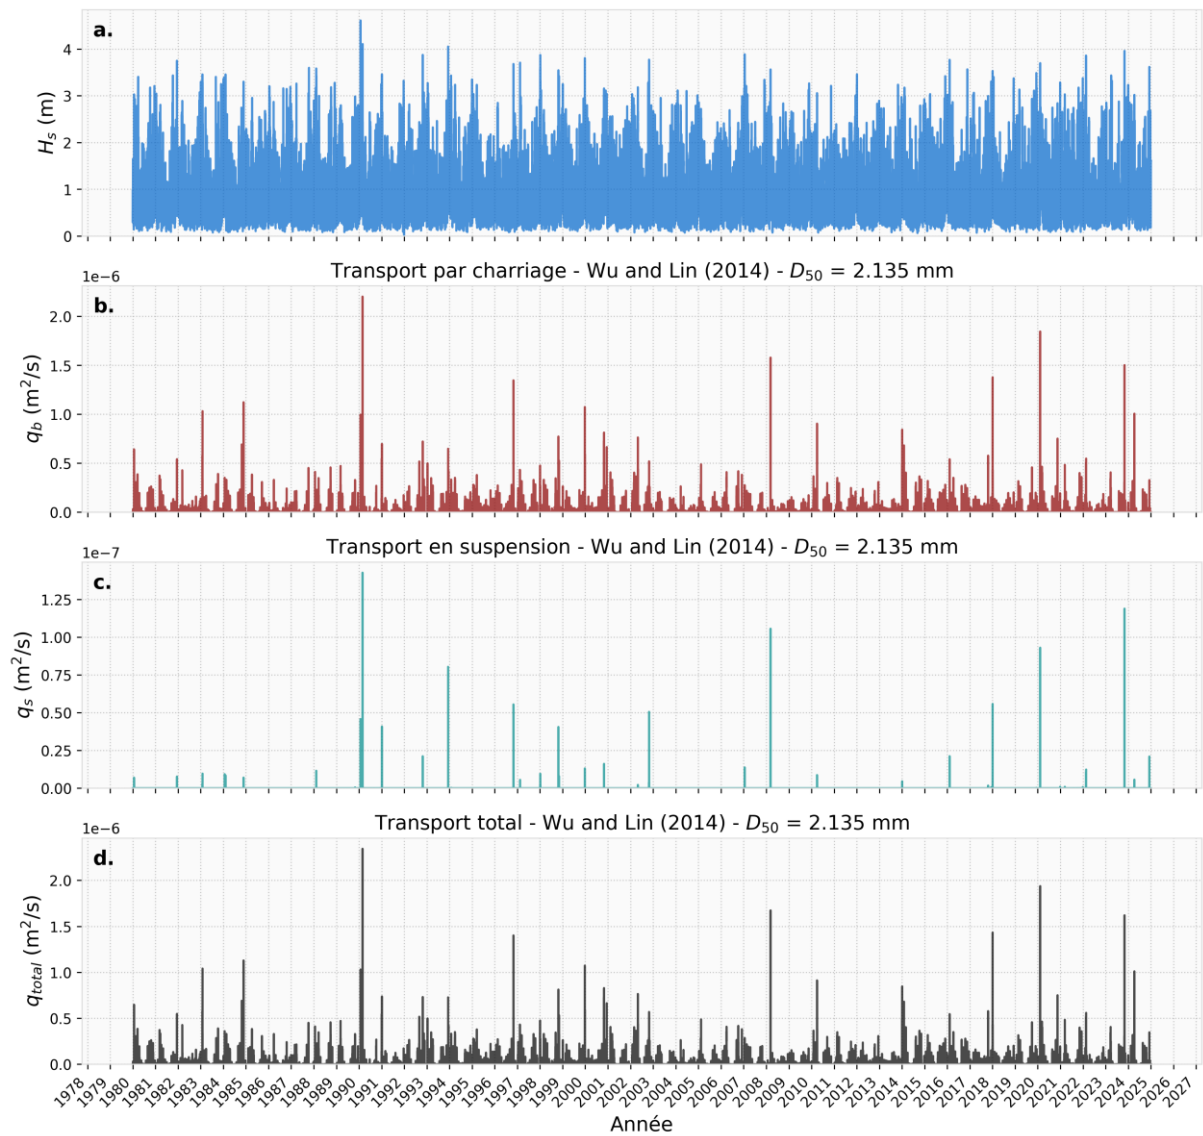 a.
H_s (m)
4
3
2
1
0
Transport par charriage - Wu and Lin (2014) - D_50 = 2.135 mm
1e−6
b.
q_b (m^2/s)
2.0
1.5
1.0
0.5
0.0
Transport en suspension - Wu and Lin (2014) - D_50 = 2.135 mm
1e−7
c.
q_s (m^2/s)
1.25
1.00
0.75
0.50
0.25
0.00
Transport total - Wu and Lin (2014) - D_50 = 2.135 mm
1e−6
d.
q_total (m^2/s)
2.0
1.5
1.0
0.5
0.0
1978 1979 1980 1981 1982 1983 1984 1985 1986 1987 1988 1989 1990 1991 1992 1993 1994 1995 1996 1997 1998 1999 2000 2001 2002 2003 2004 2005 2006 2007 2008 2009 2010 2011 2012 2013 2014 2015 2016 2017 2018 2019 2020 2021 2022 2023 2024 2025 2026 2027
Année